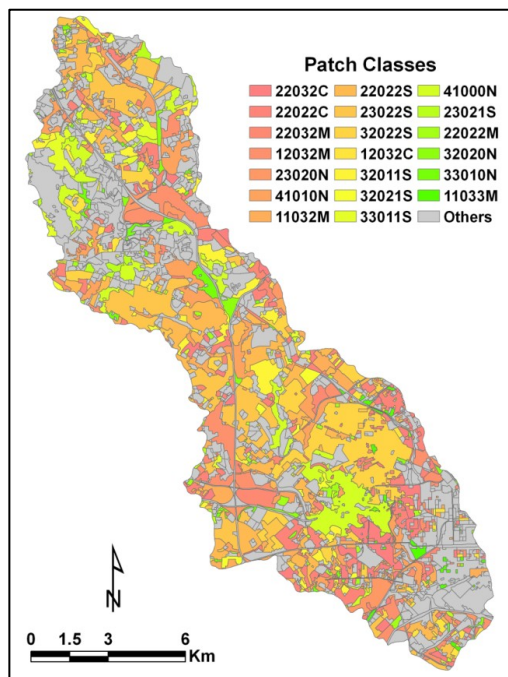 Patch Classes
22032C 22022S 41000N
22022C 23022S 23021S
22032M 32022S 22022M
12032M 12032C 32020N
23020N 32011S 33010N
41010N 32021S 11033M
11032M 33011S Others
N
0 1.5 3 6
Km